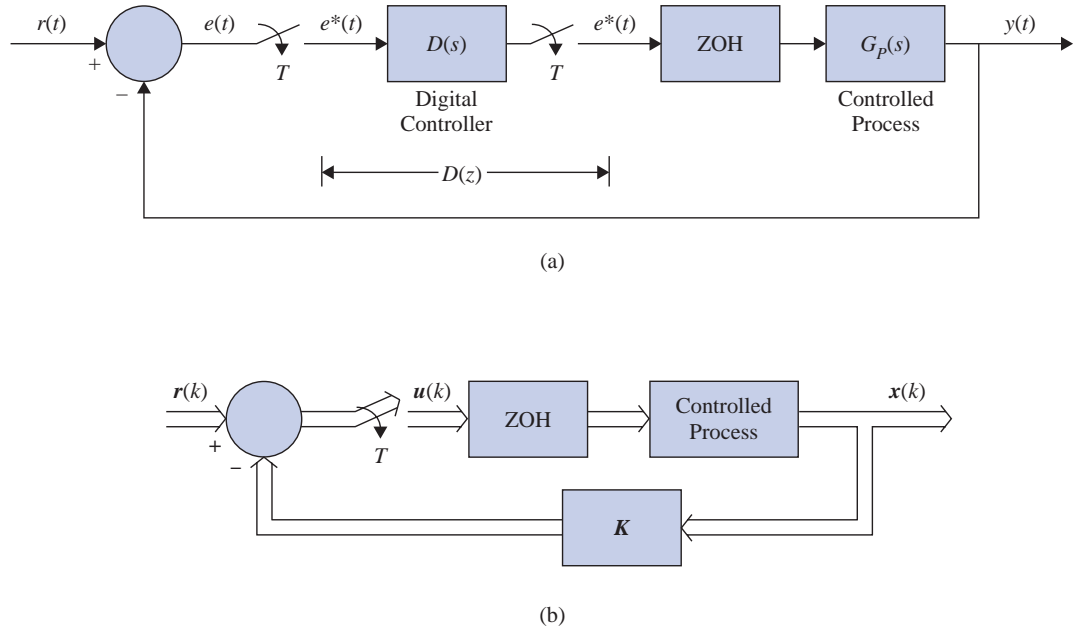 r(t)
e(t)
e*(t)
D(s)
e*(t)
ZOH
G_P(s)
y(t)
+
−
T
T
Digital
Controller
Controlled
Process
D(z)
(a)
r(k)
u(k)
ZOH
Controlled
Process
x(k)
+
−
T
K
(b)